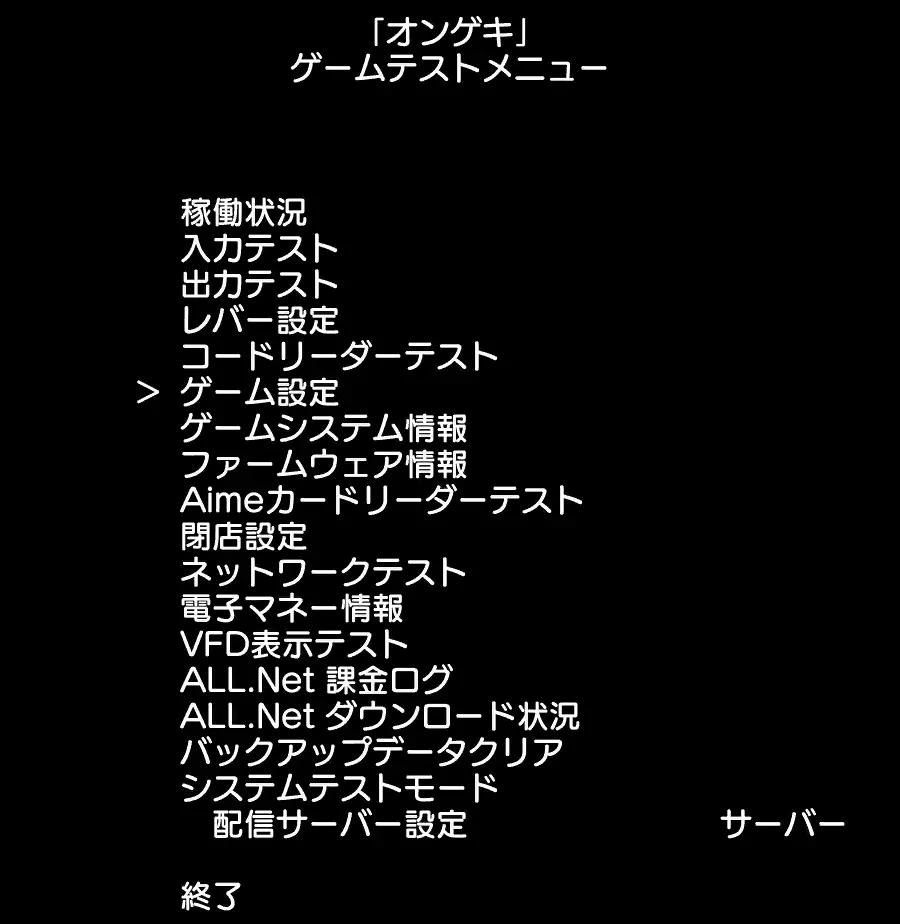 「オンゲキ」
ゲームテストメニュー
稼働状況
入力テスト
出力テスト
レバー設定
コードリーダーテスト
> ゲーム設定
ゲームシステム情報
ファームウェア情報
Aimeカードリーダーテスト
閉店設定
ネットワークテスト
電子マネー情報
VFD表示テスト
ALL.Net 課金ログ
ALL.Net ダウンロード状況
バックアップデータクリア
システムテストモード
配信サーバー設定 サーバー
終了